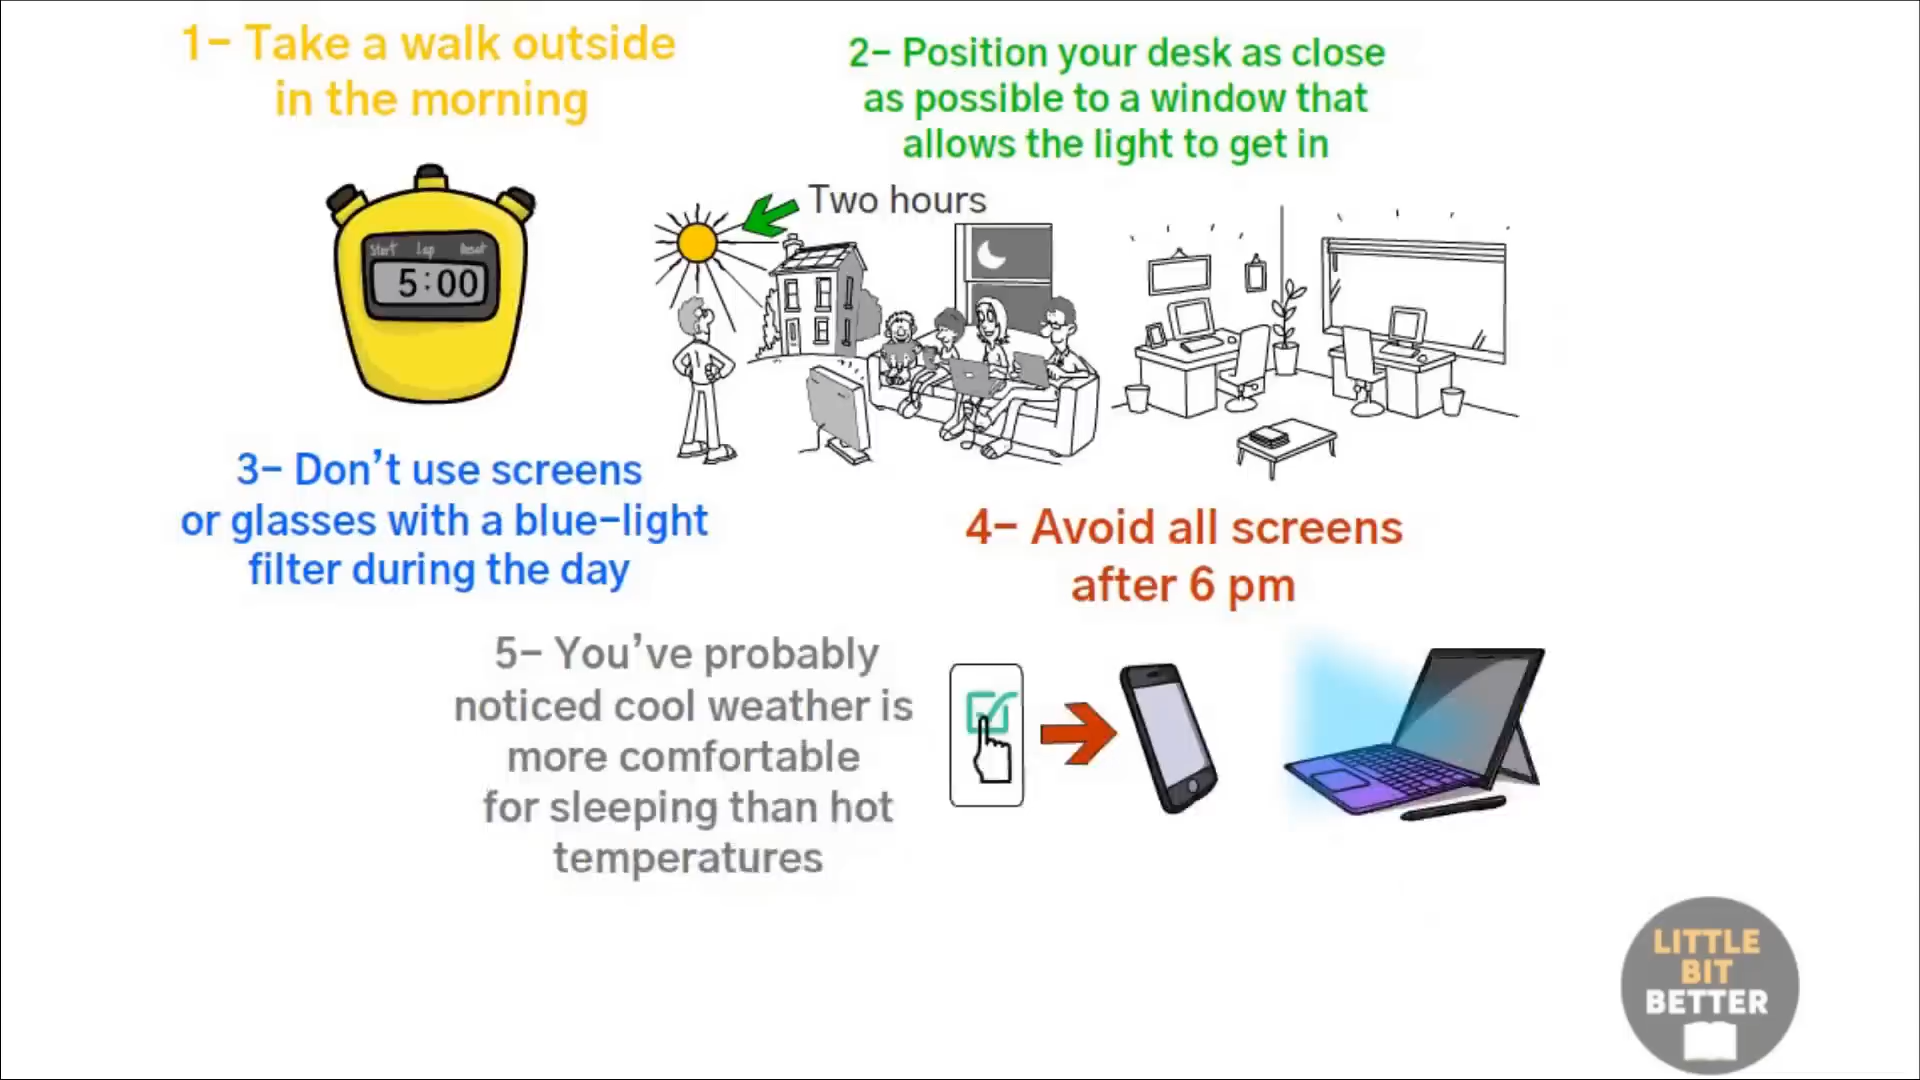 1- Take a walk outside
in the morning
2- Position your desk as close
as possible to a window that
allows the light to get in
Two hours
Start Lap Reset
5:00
3- Don't use screens
or glasses with a blue-light
filter during the day
4- Avoid all screens
after 6 pm
5- You've probably
noticed cool weather is
more comfortable
for sleeping than hot
temperatures
LITTLE
BIT
BETTER